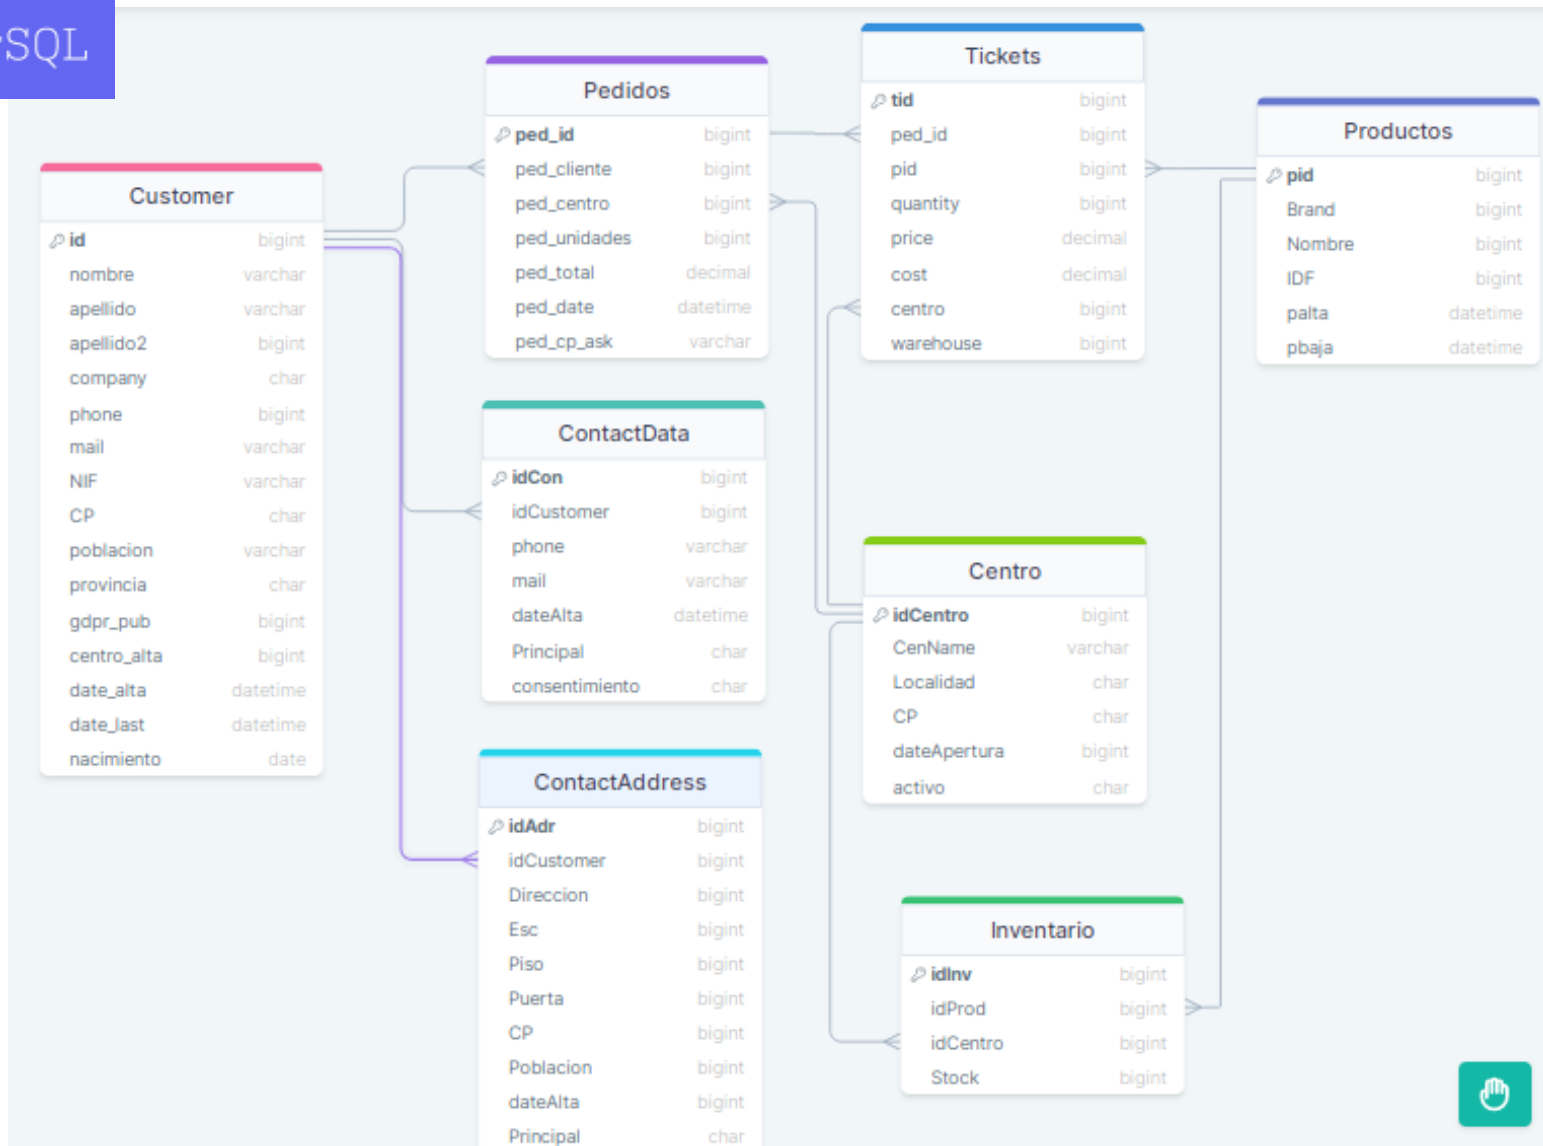 SQL
Customer
id bigint
nombre varchar
apellido varchar
apellido2 bigint
company char
phone bigint
mail varchar
NIF varchar
CP char
poblacion varchar
provincia char
gdpr_pub bigint
centro_alta bigint
date_alta datetime
date_last datetime
nacimiento date
Pedidos
ped_id bigint
ped_cliente bigint
ped_centro bigint
ped_unidades bigint
ped_total decimal
ped_date datetime
ped_cp_ask varchar
ContactData
idCon bigint
idCustomer bigint
phone varchar
mail varchar
dateAlta datetime
Principal char
consentimiento char
ContactAddress
idAdr bigint
idCustomer bigint
Direccion bigint
Esc bigint
Piso bigint
Puerta bigint
CP bigint
Poblacion bigint
dateAlta bigint
Principal char
Tickets
tid bigint
ped_id bigint
pid bigint
quantity bigint
price decimal
cost decimal
centro bigint
warehouse bigint
Centro
idCentro bigint
CenName varchar
Localidad char
CP char
dateApertura bigint
activo char
Inventario
idInv bigint
idProd bigint
idCentro bigint
Stock bigint
Productos
pid bigint
Brand bigint
Nombre bigint
IDF bigint
palta datetime
pbaja datetime